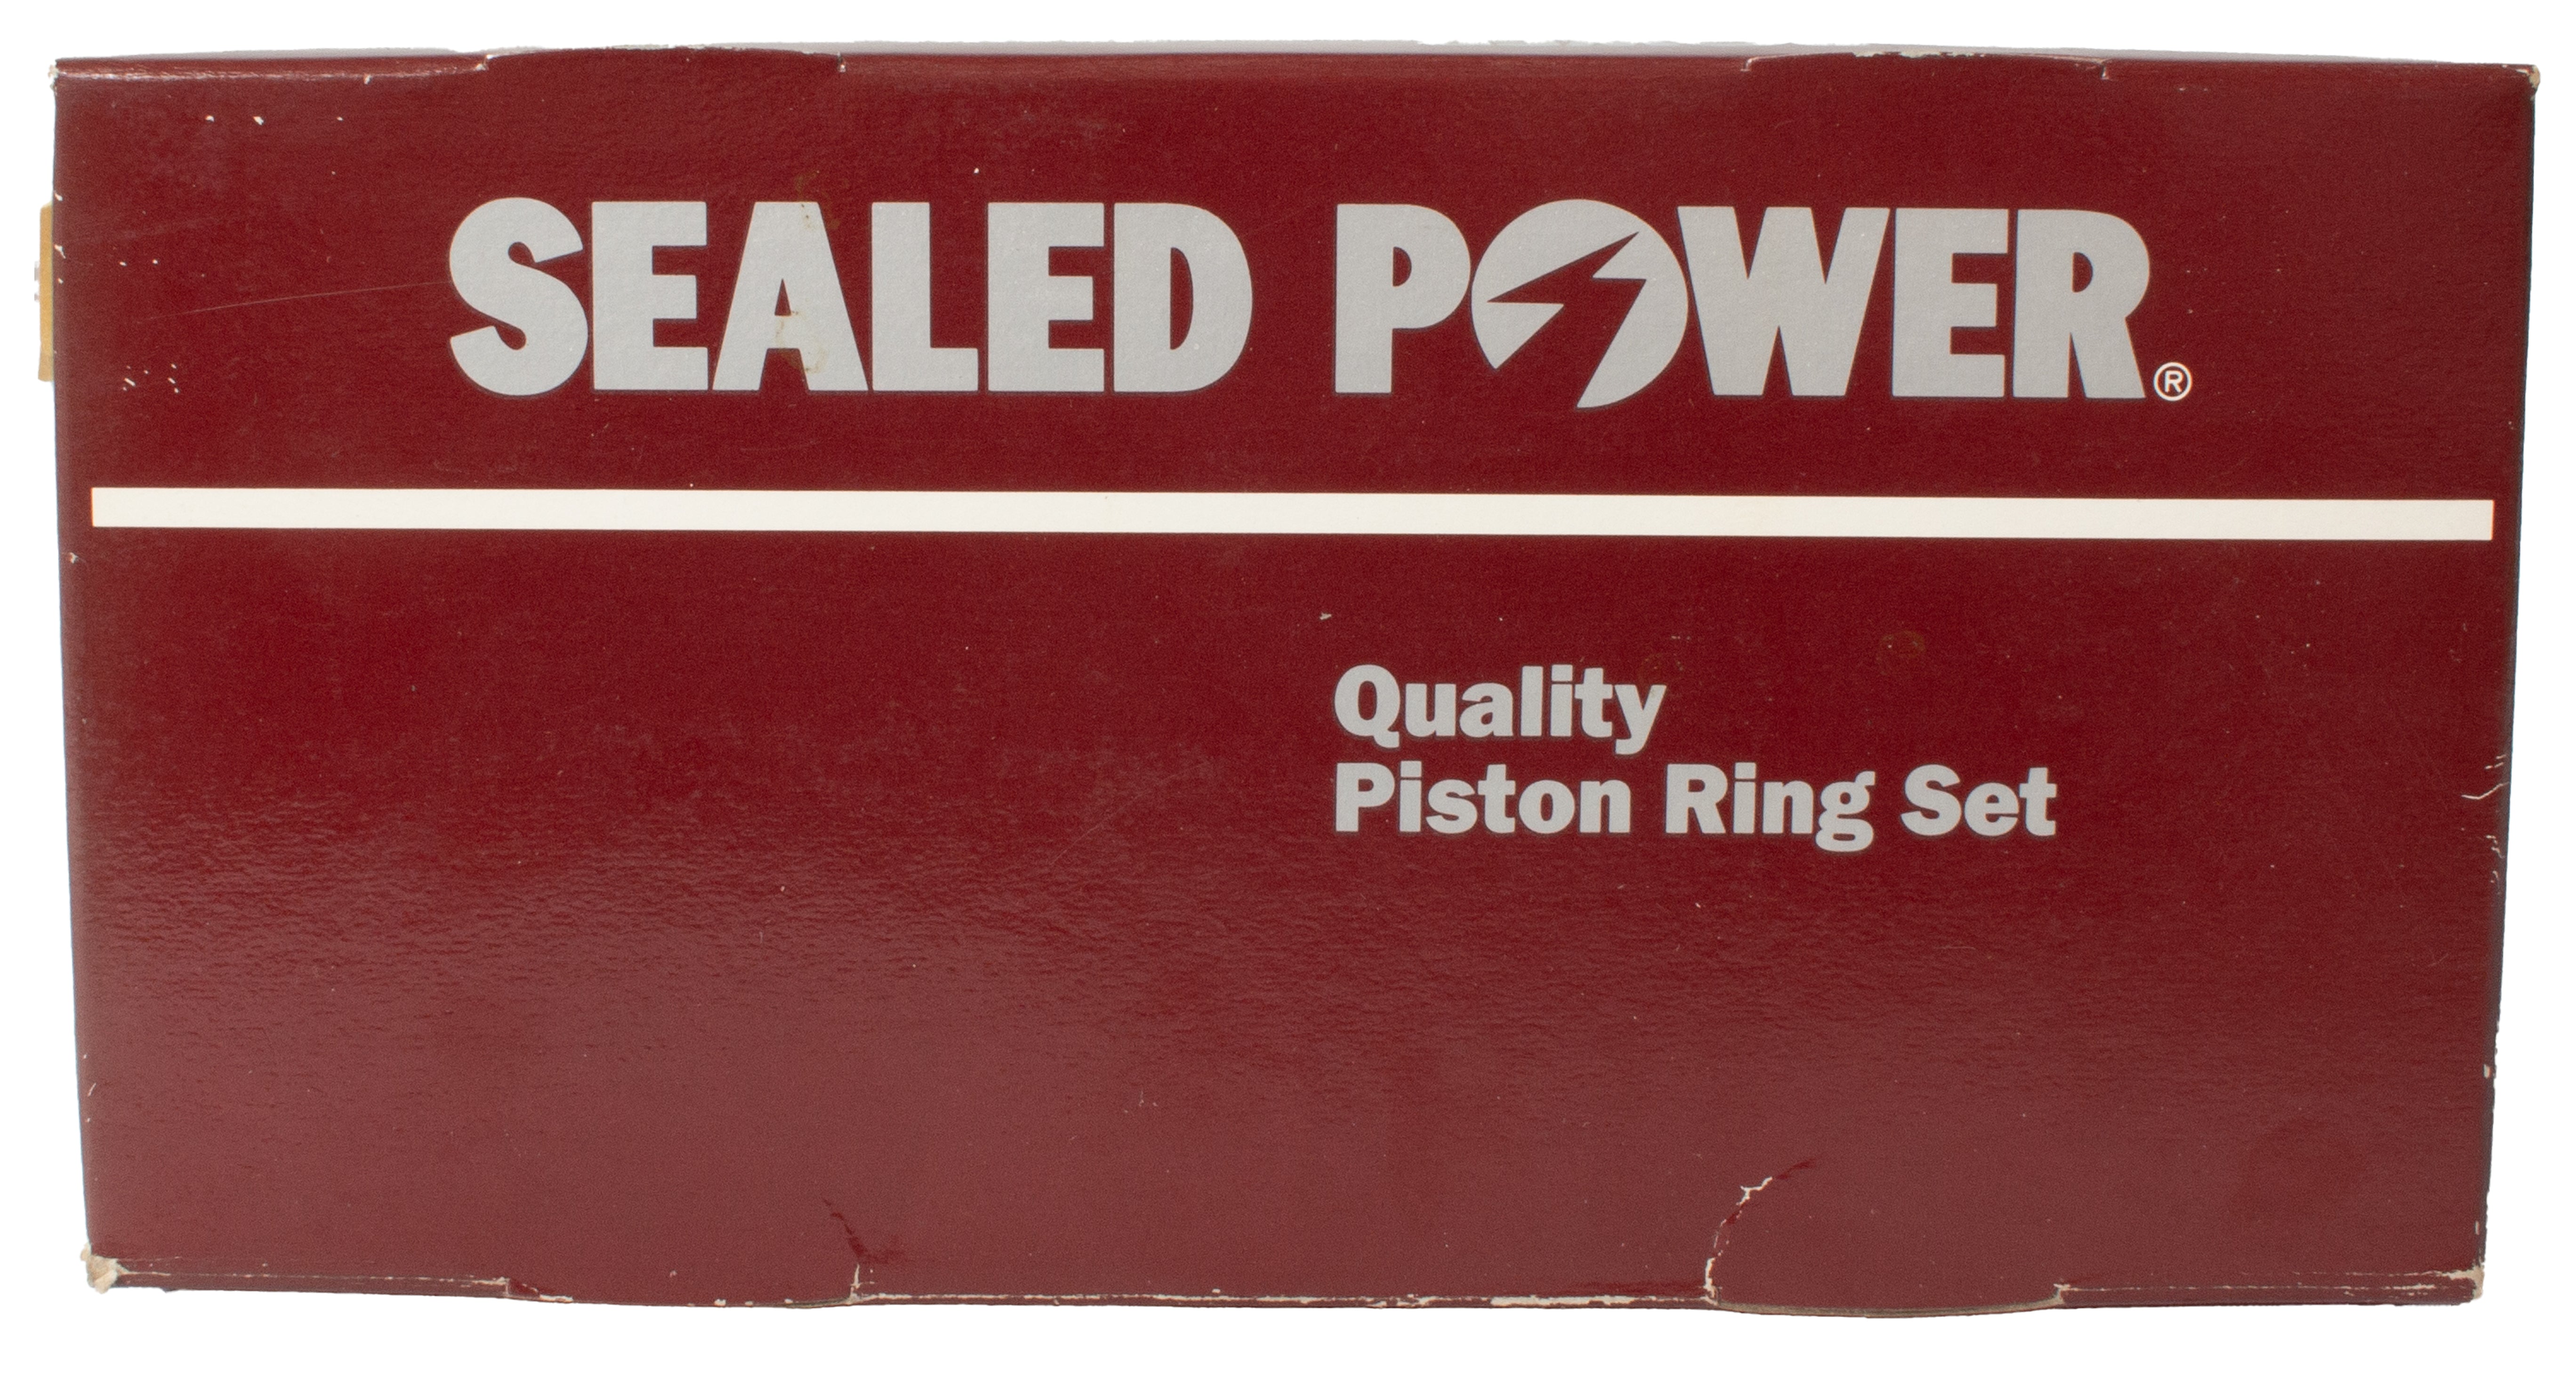 SEALED POWER®
Quality
Piston Ring Set